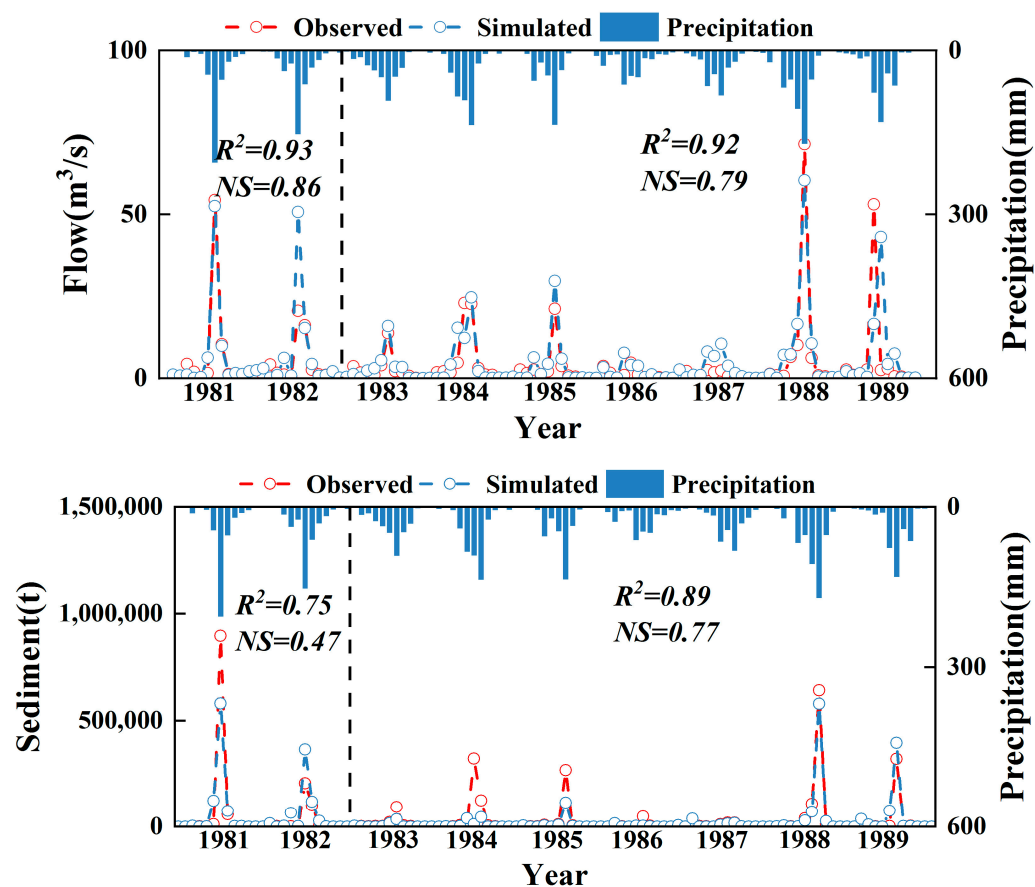 Observed Simulated Precipitation
100 0
R²=0.93 R²=0.92
NS=0.86 NS=0.79
Flow(m³/s) Precipitation(mm)
50 300
0 600
1981 1982 1983 1984 1985 1986 1987 1988 1989
Year
Observed Simulated Precipitation
1,500,000 0
R²=0.75 R²=0.89
NS=0.47 NS=0.77
1,000,000
Sediment(t) Precipitation(mm)
300
500,000
0 600
1981 1982 1983 1984 1985 1986 1987 1988 1989
Year